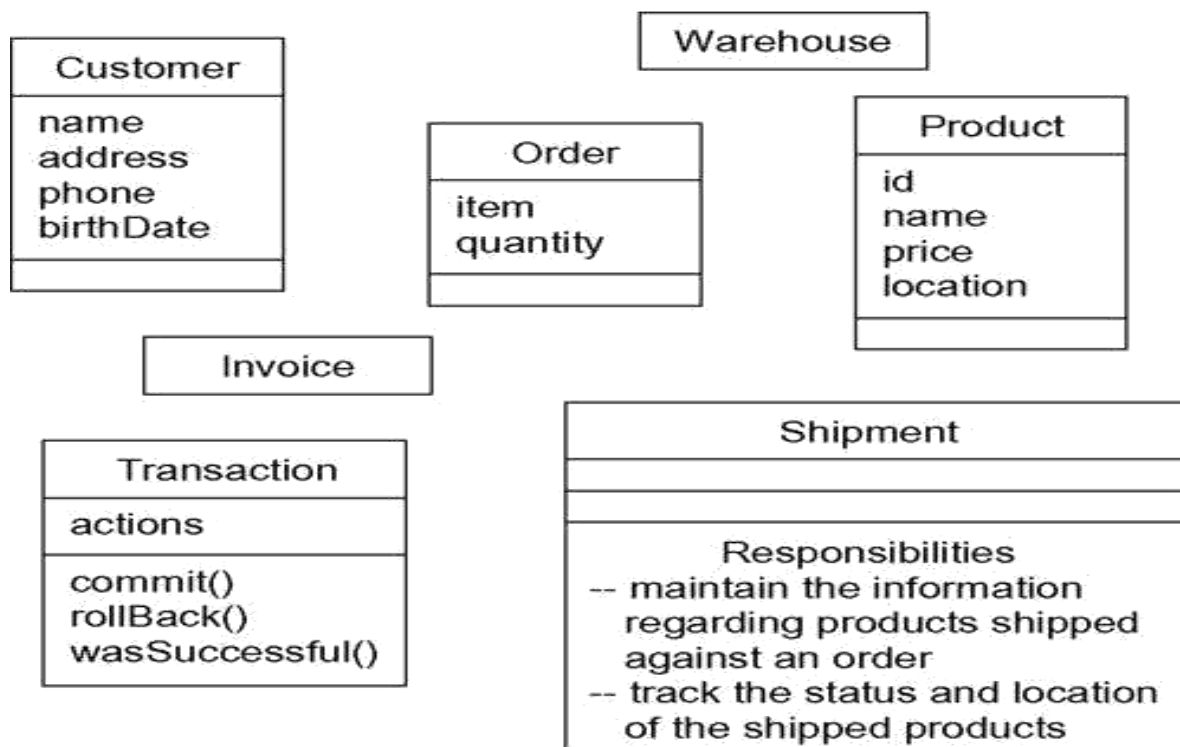 Customer
name
address
phone
birthDate
Warehouse
Order
item
quantity
Product
id
name
price
location
Invoice
Transaction
actions
commit()
rollBack()
wasSuccessful()
Shipment
Responsibilities
-- maintain the information
regarding products shipped
against an order
-- track the status and location
of the shipped products